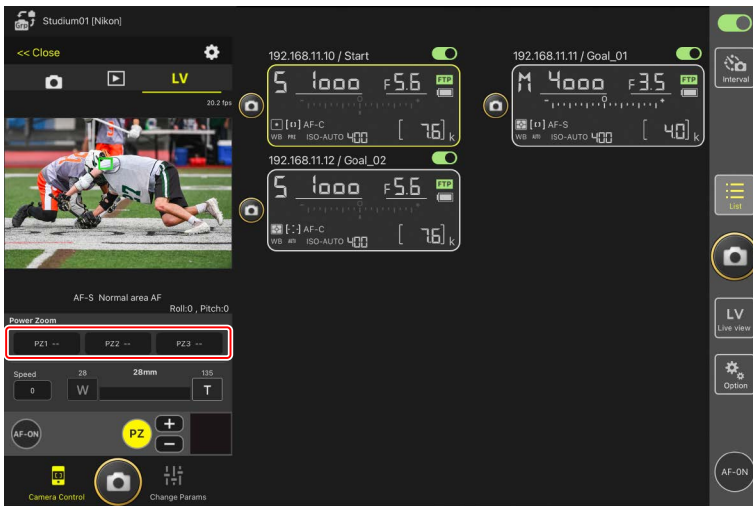 Grp Studium01 [Nikon]
<< Close
LV
20.2 fps
AF-S Normal area AF
Roll:0 , Pitch:0
Power Zoom
PZ1 -- PZ2 -- PZ3 --
Speed 28 28mm 135
0 W T
AF-ON PZ + −
Camera Control Change Params
192.168.11.10 / Start
S 1000 F5.6 FTP
AF-C
WB PRE ISO-AUTO 400 [ 7.6] k
192.168.11.11 / Goal_01
M 4000 F3.5 FTP
- +
AF-S
WB ISO-AUTO 400 [ 4.0] k
192.168.11.12 / Goal_02
S 1000 F5.6 FTP
AF-C
WB ISO-AUTO 400 [ 7.6] k
Interval
List
LV
Live view
Option
AF-ON